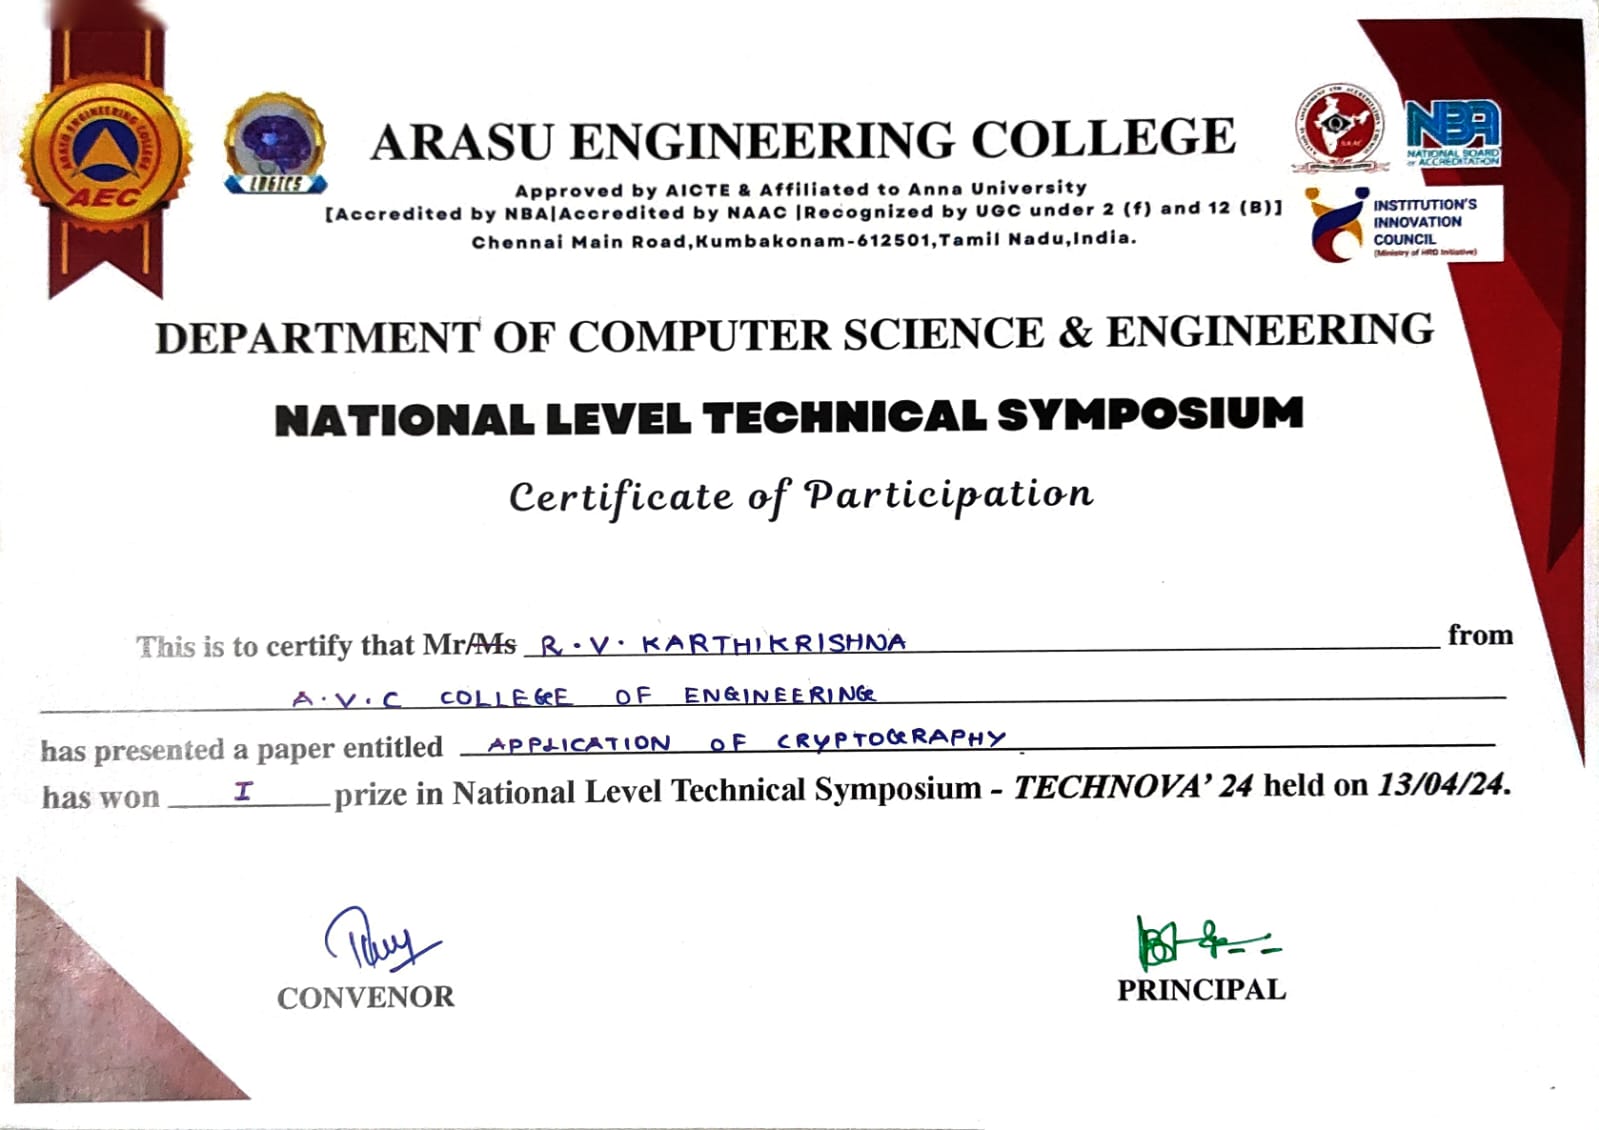 ARASU ENGINEERING COLLEGE
AEC
LOGICS
ARASU ENGINEERING COLLEGE
Approved by AICTE & Affiliated to Anna University
[Accredited by NBA|Accredited by NAAC |Recognized by UGC under 2 (f) and 12 (B)]
Chennai Main Road,Kumbakonam-612501,Tamil Nadu,India.
NBA
NATIONAL BOARD
of ACCREDITATION
INSTITUTION'S
INNOVATION
COUNCIL
(Ministry of HRD Initiative)
DEPARTMENT OF COMPUTER SCIENCE & ENGINEERING
NATIONAL LEVEL TECHNICAL SYMPOSIUM
Certificate of Participation
This is to certify that Mr/Ms R.V. KARTHIKRISHNA from
A.V.C COLLEGE OF ENGINEERING
has presented a paper entitled APPLICATION OF CRYPTOGRAPHY
has won I prize in National Level Technical Symposium - TECHNOVA' 24 held on 13/04/24.
CONVENOR
PRINCIPAL